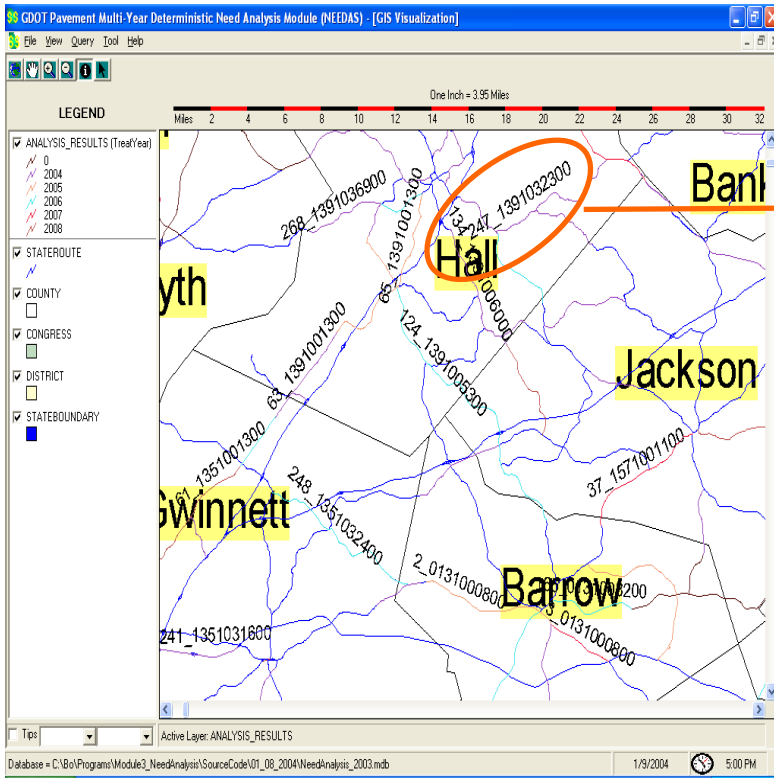 GDOT Pavement Multi-Year Deterministic Need Analysis Module (NEEDAS) - [GIS Visualization]
File View Query Tool Help
One Inch = 3.95 Miles
LEGEND
Miles 2 4 6 8 10 12 14 16 18 20 22 24 26 28 30 32
ANALYSIS_RESULTS (TreatYear)
0
2004
2005
2006
2007
2008
STATEROUTE
COUNTY
CONGRESS
DISTRICT
STATEBOUNDARY
268_1391036900
65_1391001300
247_1391032300
Bank
Hall
yth
63_1391001300
124_1391005300
Jackson
61_1351001300
37_1571001100
Gwinnett
248_1351032400
2_0131000800
Barrow
3_0131000800
241_1351031600
Tips
Active Layer: ANALYSIS_RESULTS
Database = C:\Bo\Programs\Module3_NeedAnalysis\SourceCode\01_08_2004\NeedAnalysis_2003.mdb
1/9/2004
5:00 PM